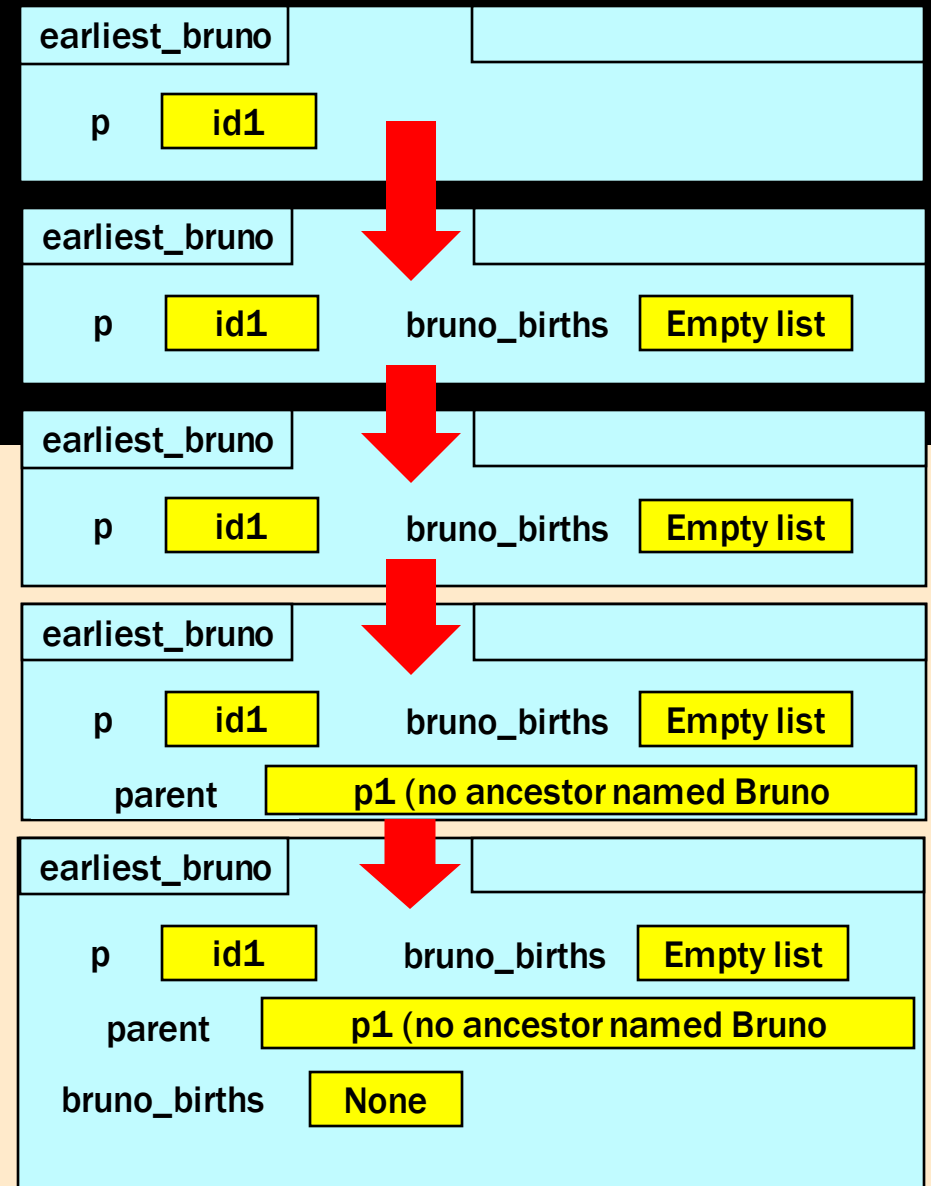 earliest_bruno
p id1
earliest_bruno
p id1 bruno_births Empty list
earliest_bruno
p id1 bruno_births Empty list
earliest_bruno
p id1 bruno_births Empty list
parent p1 (no ancestor named Bruno
earliest_bruno
p id1 bruno_births Empty list
parent p1 (no ancestor named Bruno
bruno_births None